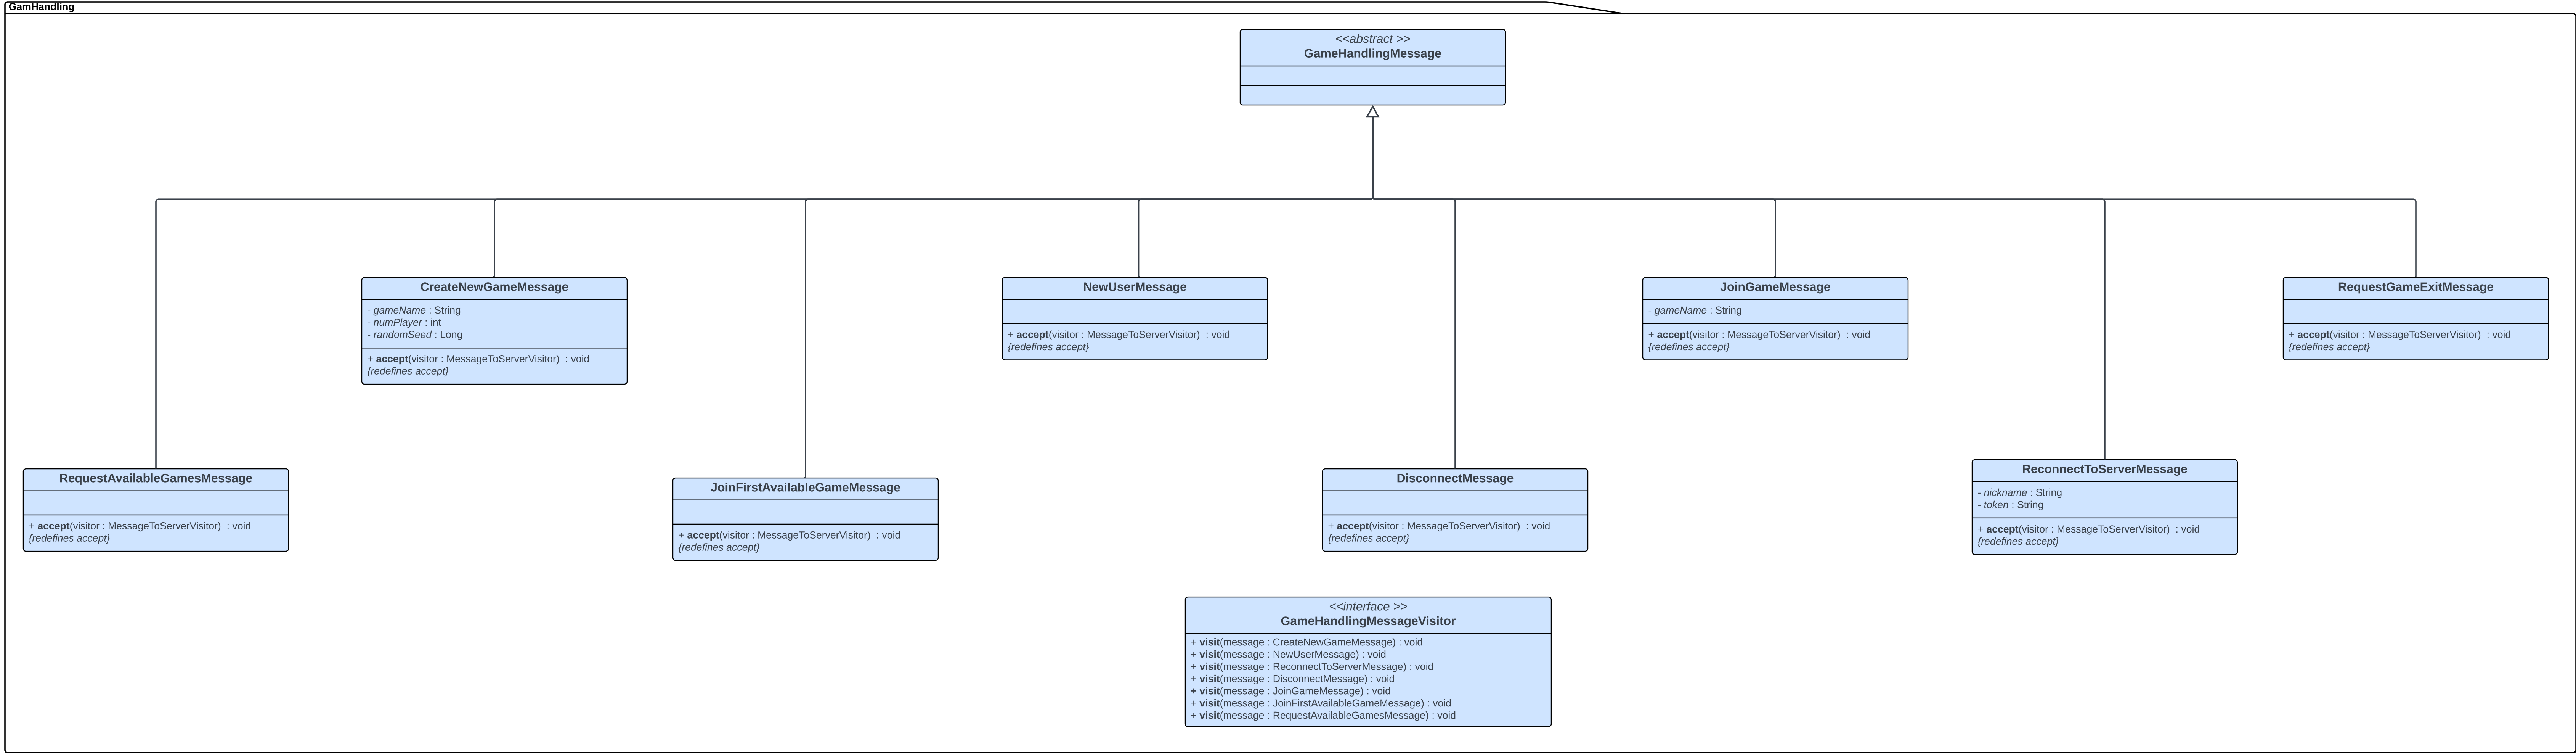 GamHandling
<<abstract >>
GameHandlingMessage
CreateNewGameMessage
- gameName : String
- numPlayer : int
- randomSeed : Long
+ accept(visitor : MessageToServerVisitor)  : void
{redefines accept}
NewUserMessage
+ accept(visitor : MessageToServerVisitor)  : void
{redefines accept}
JoinGameMessage
- gameName : String
+ accept(visitor : MessageToServerVisitor)  : void
{redefines accept}
RequestGameExitMessage
+ accept(visitor : MessageToServerVisitor)  : void
{redefines accept}
RequestAvailableGamesMessage
+ accept(visitor : MessageToServerVisitor)  : void
{redefines accept}
JoinFirstAvailableGameMessage
+ accept(visitor : MessageToServerVisitor)  : void
{redefines accept}
DisconnectMessage
+ accept(visitor : MessageToServerVisitor)  : void
{redefines accept}
ReconnectToServerMessage
- nickname : String
- token : String
+ accept(visitor : MessageToServerVisitor)  : void
{redefines accept}
<<interface >>
GameHandlingMessageVisitor
+ visit(message : CreateNewGameMessage) : void
+ visit(message : NewUserMessage) : void
+ visit(message : ReconnectToServerMessage) : void
+ visit(message : DisconnectMessage) : void
+ visit(message : JoinGameMessage) : void
+ visit(message : JoinFirstAvailableGameMessage) : void
+ visit(message : RequestAvailableGamesMessage) : void